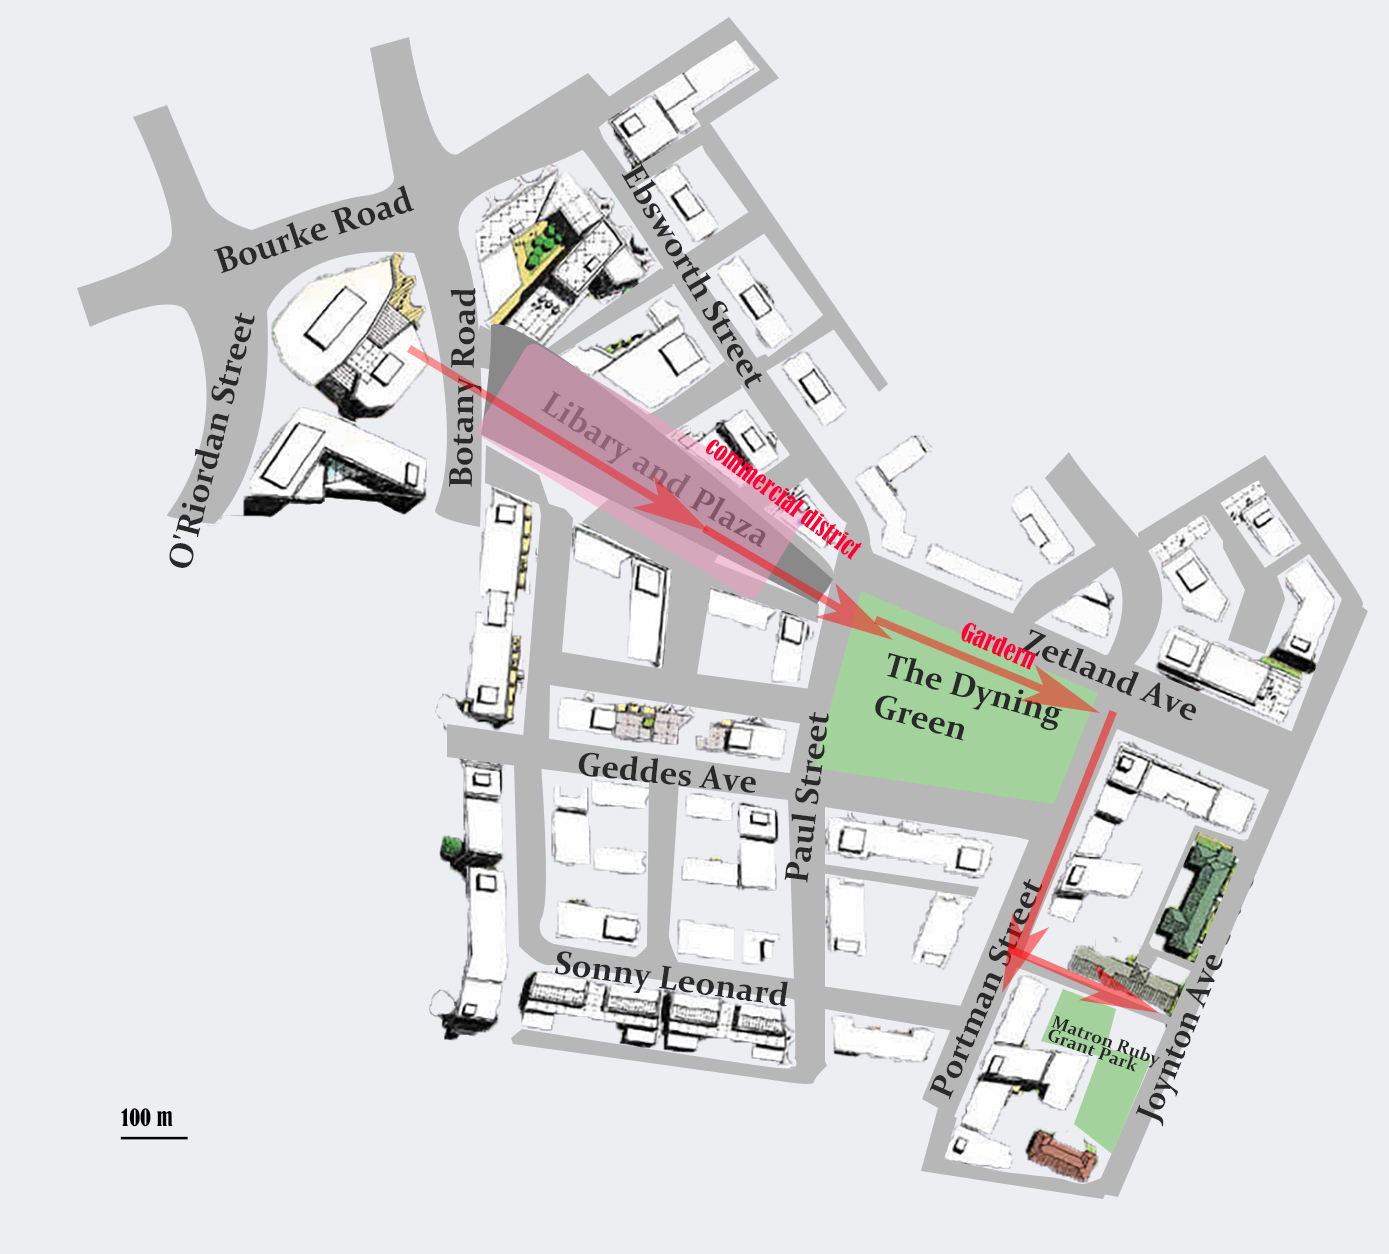 Bourke Road
Ebsworth Street
O'Riordan Street
Botany Road
Libary and Plaza
commercial district
Gardern
Zetland Ave
The Dyning
Green
Paul Street
Geddes Ave
Sonny Leonard
Portman Street
Joynton Ave
Matron Ruby
Grant Park
100 m